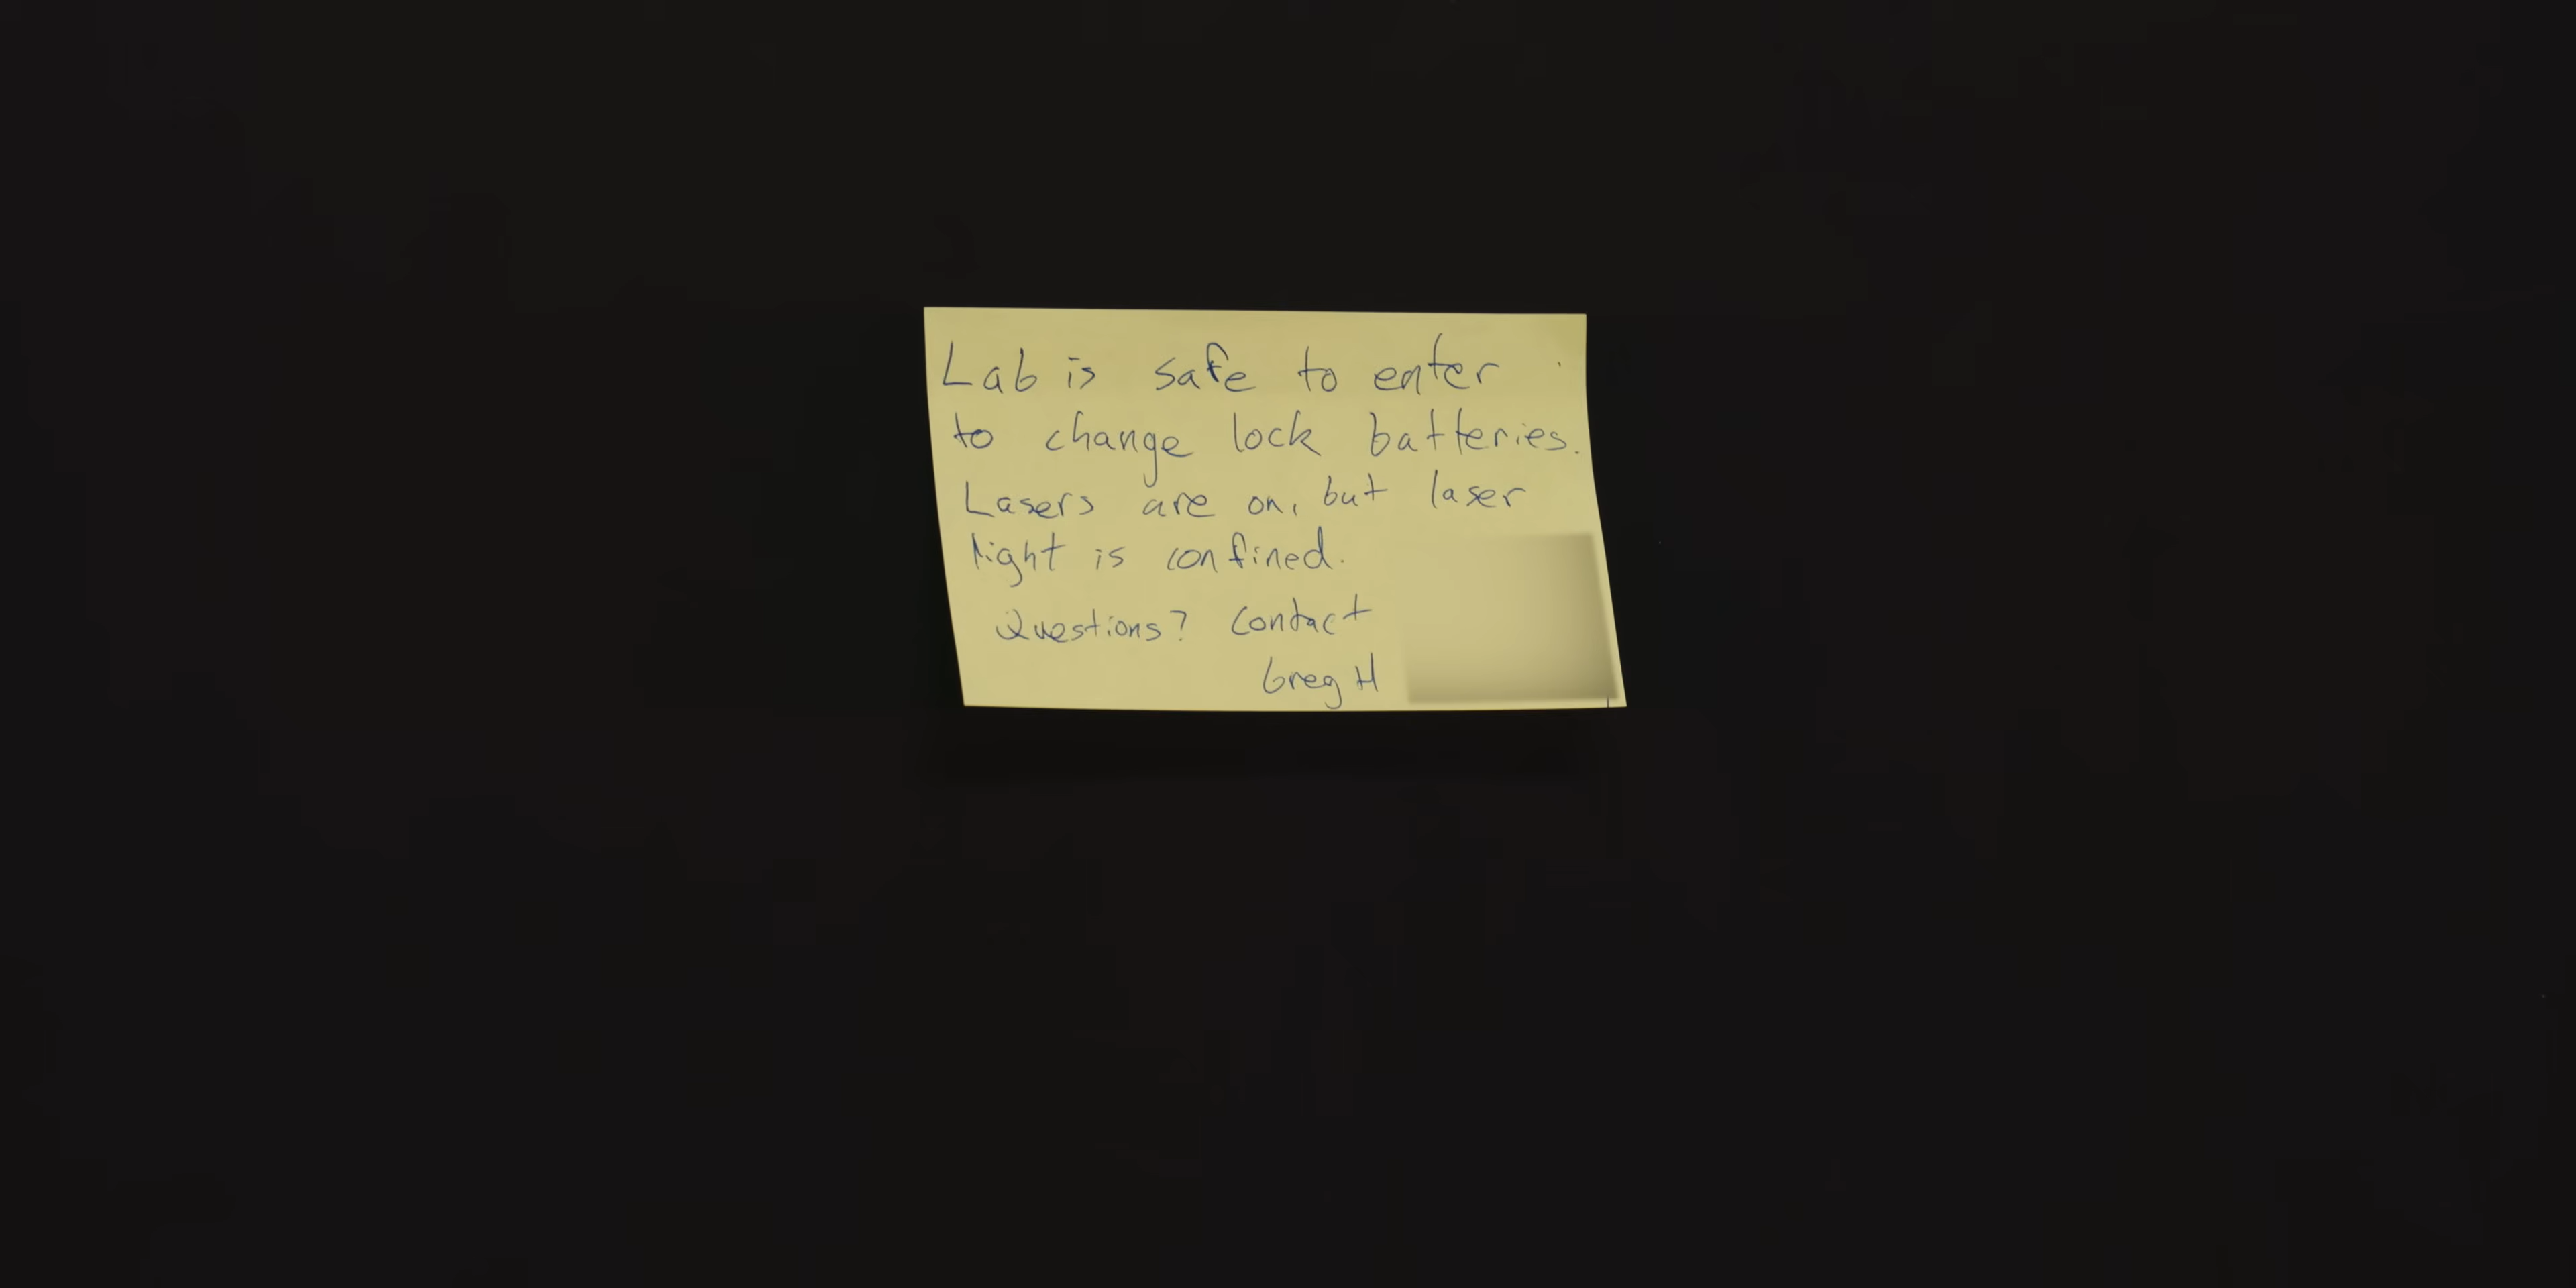 Lab is safe to enter
to change lock batteries.
Lasers are on, but laser
light is confined.
Questions? Contact
Greg H